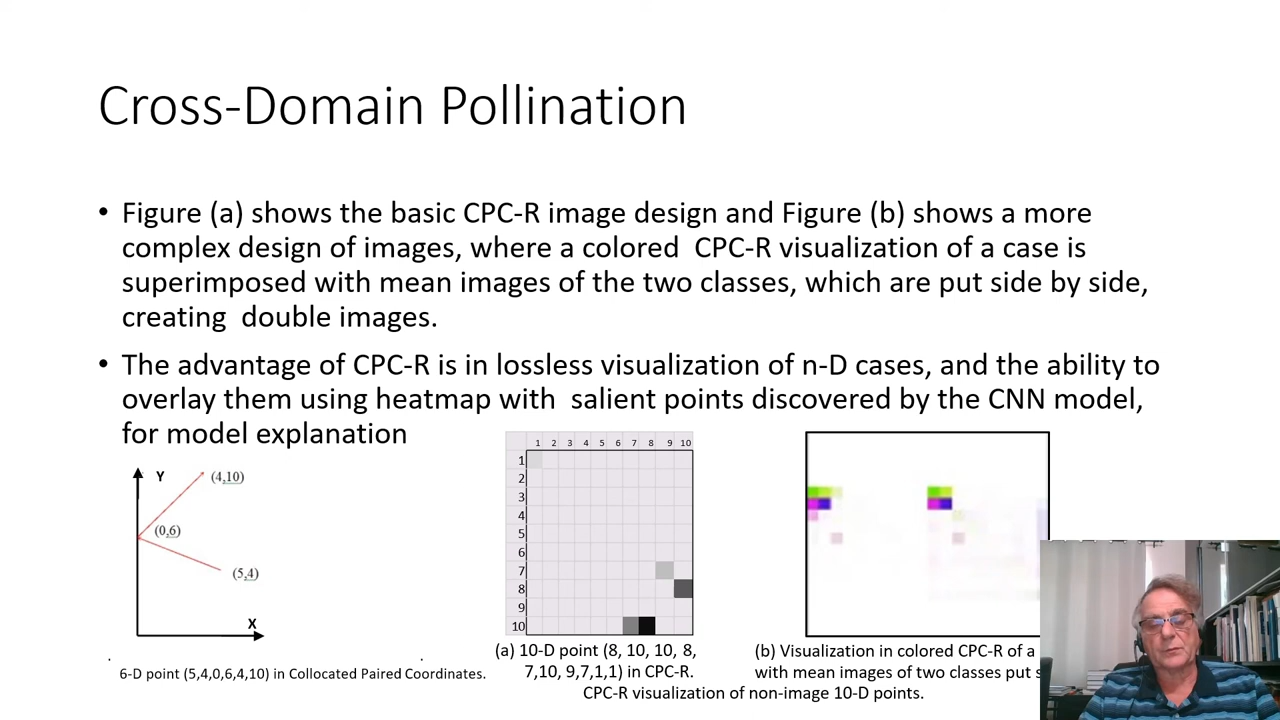 Cross-Domain Pollination
• Figure (a) shows the basic CPC-R image design and Figure (b) shows a more
complex design of images, where a colored CPC-R visualization of a case is
superimposed with mean images of the two classes, which are put side by side,
creating double images.
• The advantage of CPC-R is in lossless visualization of n-D cases, and the ability to
overlay them using heatmap with salient points discovered by the CNN model,
for model explanation
Y
(4,10)
(0,6)
(5,4)
X
6-D point (5,4,0,6,4,10) in Collocated Paired Coordinates.
1 2 3 4 5 6 7 8 9 10
1
2
3
4
5
6
7
8
9
10
(a) 10-D point (8, 10, 10, 8,
7,10, 9,7,1,1) in CPC-R.
(b) Visualization in colored CPC-R of a
with mean images of two classes put
CPC-R visualization of non-image 10-D points.